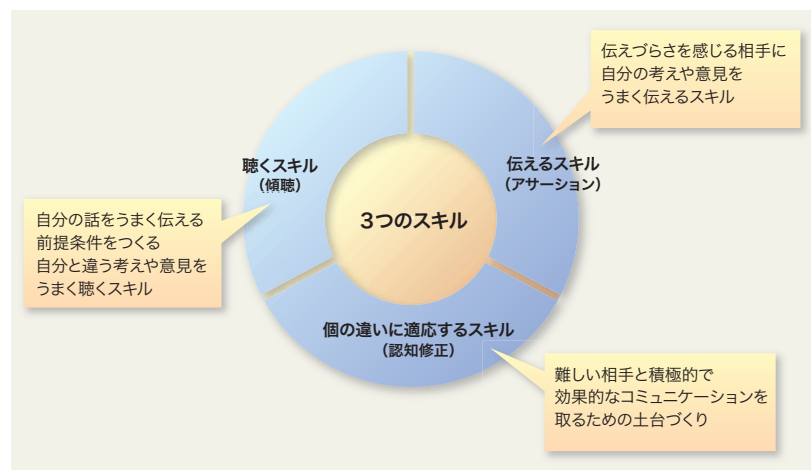 伝えづらさを感じる相手に
自分の考えや意見を
うまく伝えるスキル
伝えるスキル
（アサーション）
聴くスキル
（傾聴）
3つのスキル
自分の話をうまく伝える
前提条件をつくる
自分と違う考えや意見を
うまく聴くスキル
個の違いに適応するスキル
（認知修正）
難しい相手と積極的で
効果的なコミュニケーションを
取るための土台づくり